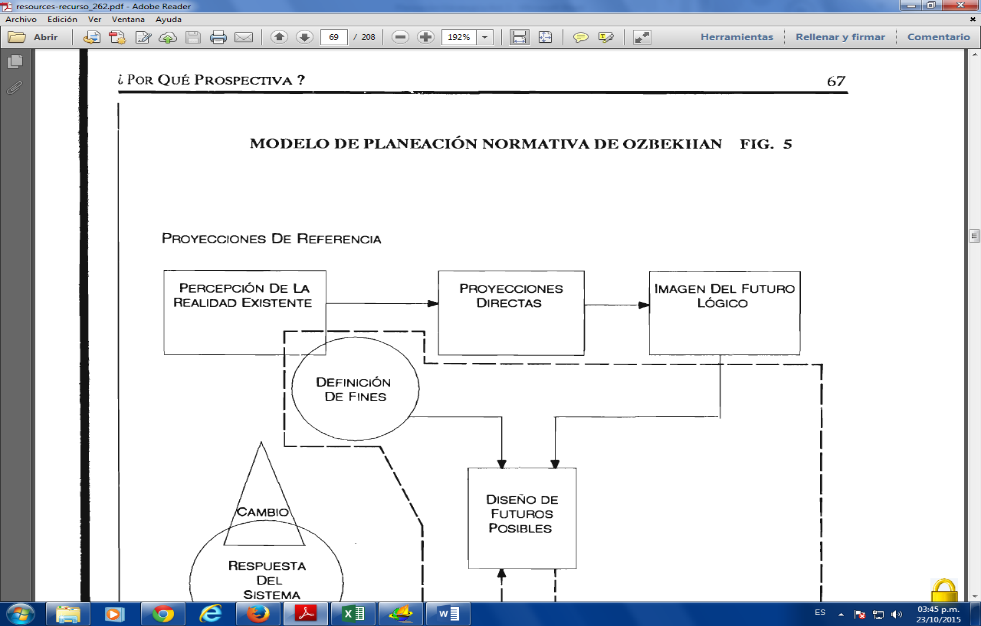 resources-recurso_262.pdf - Adobe Reader
Archivo Edición Ver Ventana Ayuda
Abrir 69 / 208 192% Herramientas Rellenar y firmar Comentario
¿ POR QUÉ PROSPECTIVA ? 67
MODELO DE PLANEACIÓN NORMATIVA DE OZBEKHAN FIG. 5
PROYECCIONES DE REFERENCIA
PERCEPCIÓN DE LA
REALIDAD EXISTENTE
PROYECCIONES
DIRECTAS
IMAGEN DEL FUTURO
LÓGICO
DEFINICIÓN
DE FINES
DISEÑO DE
FUTUROS
POSIBLES
CAMBIO
RESPUESTA
DEL
SISTEMA
ES 03:45 p.m.
23/10/2015